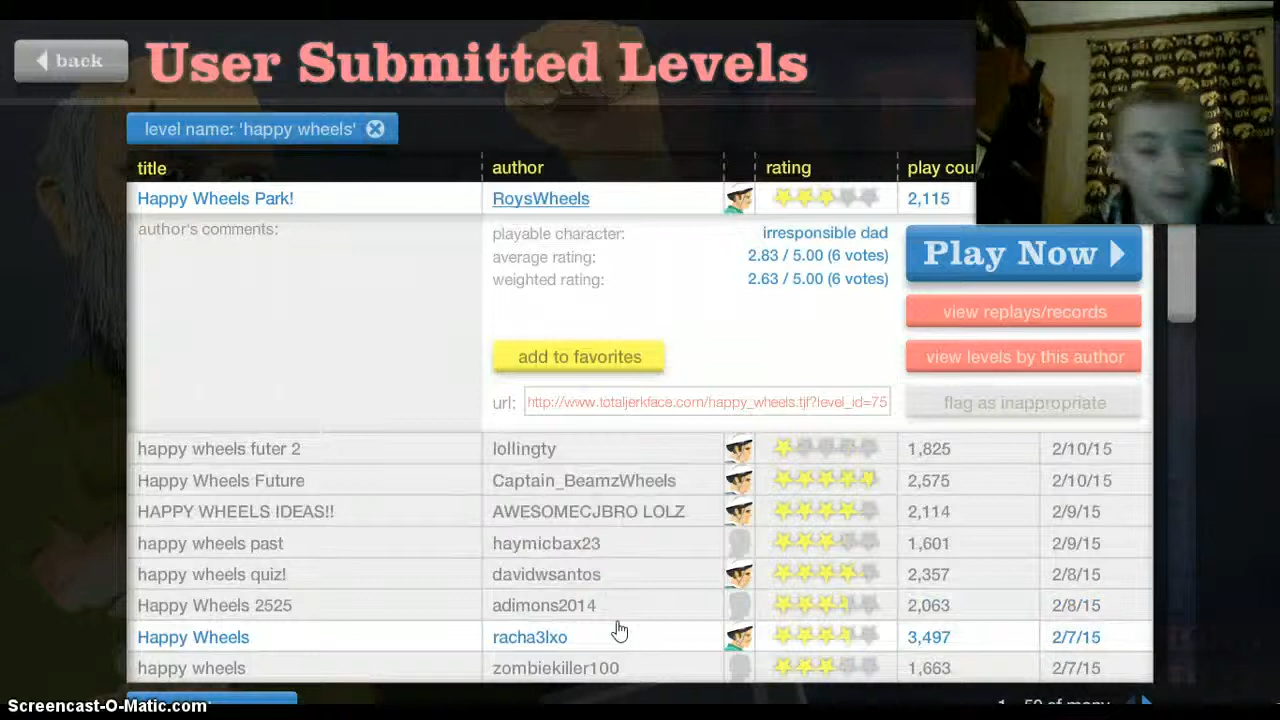 back
User Submitted Levels
level name: 'happy wheels'
title author rating play cou
Happy Wheels Park! RoysWheels 2,115
author's comments:
playable character: irresponsible dad
average rating: 2.83 / 5.00 (6 votes)
weighted rating: 2.63 / 5.00 (6 votes)
Play Now
view replays/records
add to favorites
view levels by this author
url: http://www.totaljerkface.com/happy_wheels.tjf?level_id=75
flag as inappropriate
happy wheels futer 2 lollingty 1,825 2/10/15
Happy Wheels Future Captain_BeamzWheels 2,575 2/10/15
HAPPY WHEELS IDEAS!! AWESOMECJBRO LOLZ 2,114 2/9/15
happy wheels past haymicbax23 1,601 2/9/15
happy wheels quiz! davidwsantos 2,357 2/8/15
Happy Wheels 2525 adimons2014 2,063 2/8/15
Happy Wheels racha3lxo 3,497 2/7/15
happy wheels zombiekiller100 1,663 2/7/15
Screencast-O-Matic.com